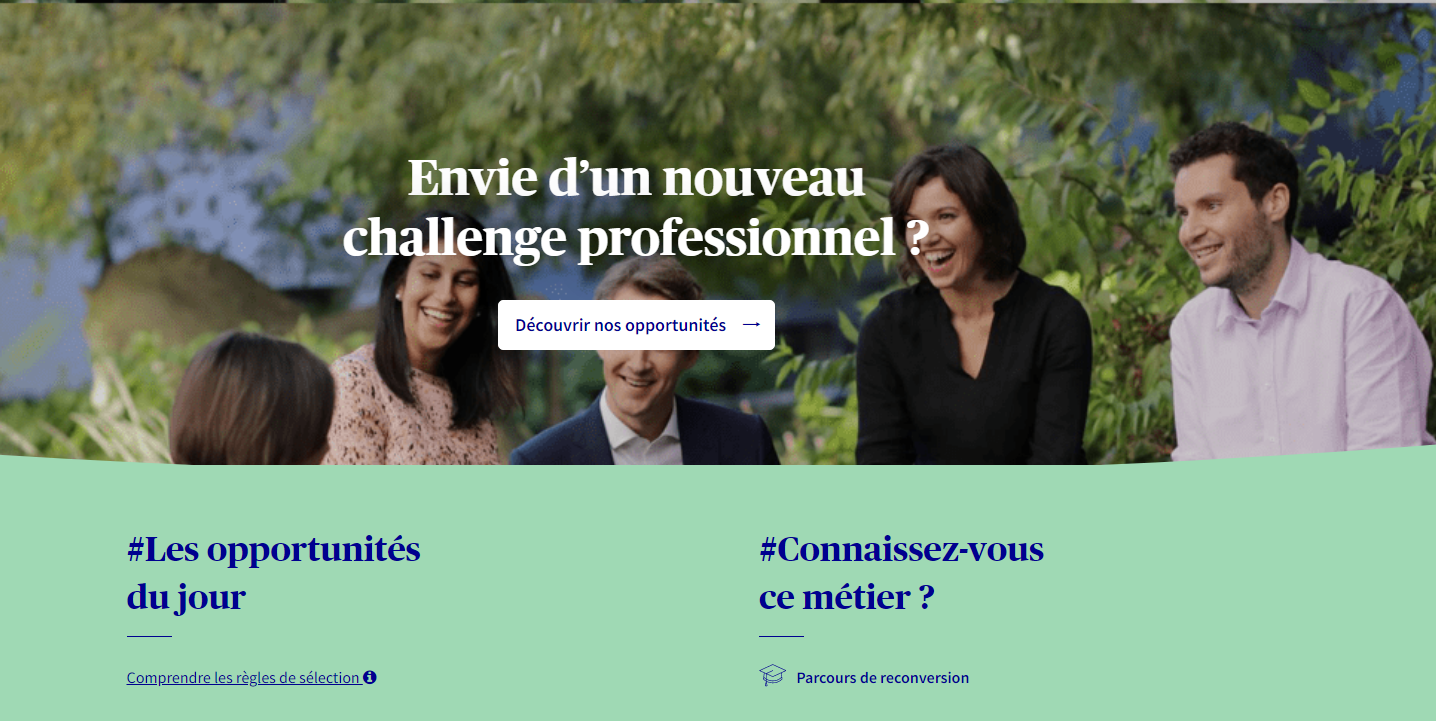 Envie d’un nouveau
challenge professionnel ?
Découvrir nos opportunités →
#Les opportunités
du jour
Comprendre les règles de sélection
#Connaissez-vous
ce métier ?
Parcours de reconversion